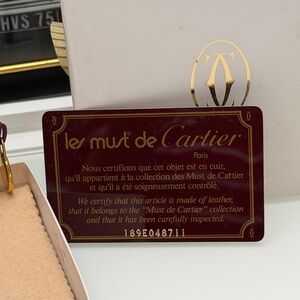 HVS 75
les must de Cartier
Paris
Nous certifions que cet objet est en cuir,
qu'il appartient à la collection des Must de Cartier
et qu'il a été soigneusement contrôlé.
We certify that this article is made of leather,
that it belongs to the "Must de Cartier" collection
and that it has been carefully inspected.
189E048711